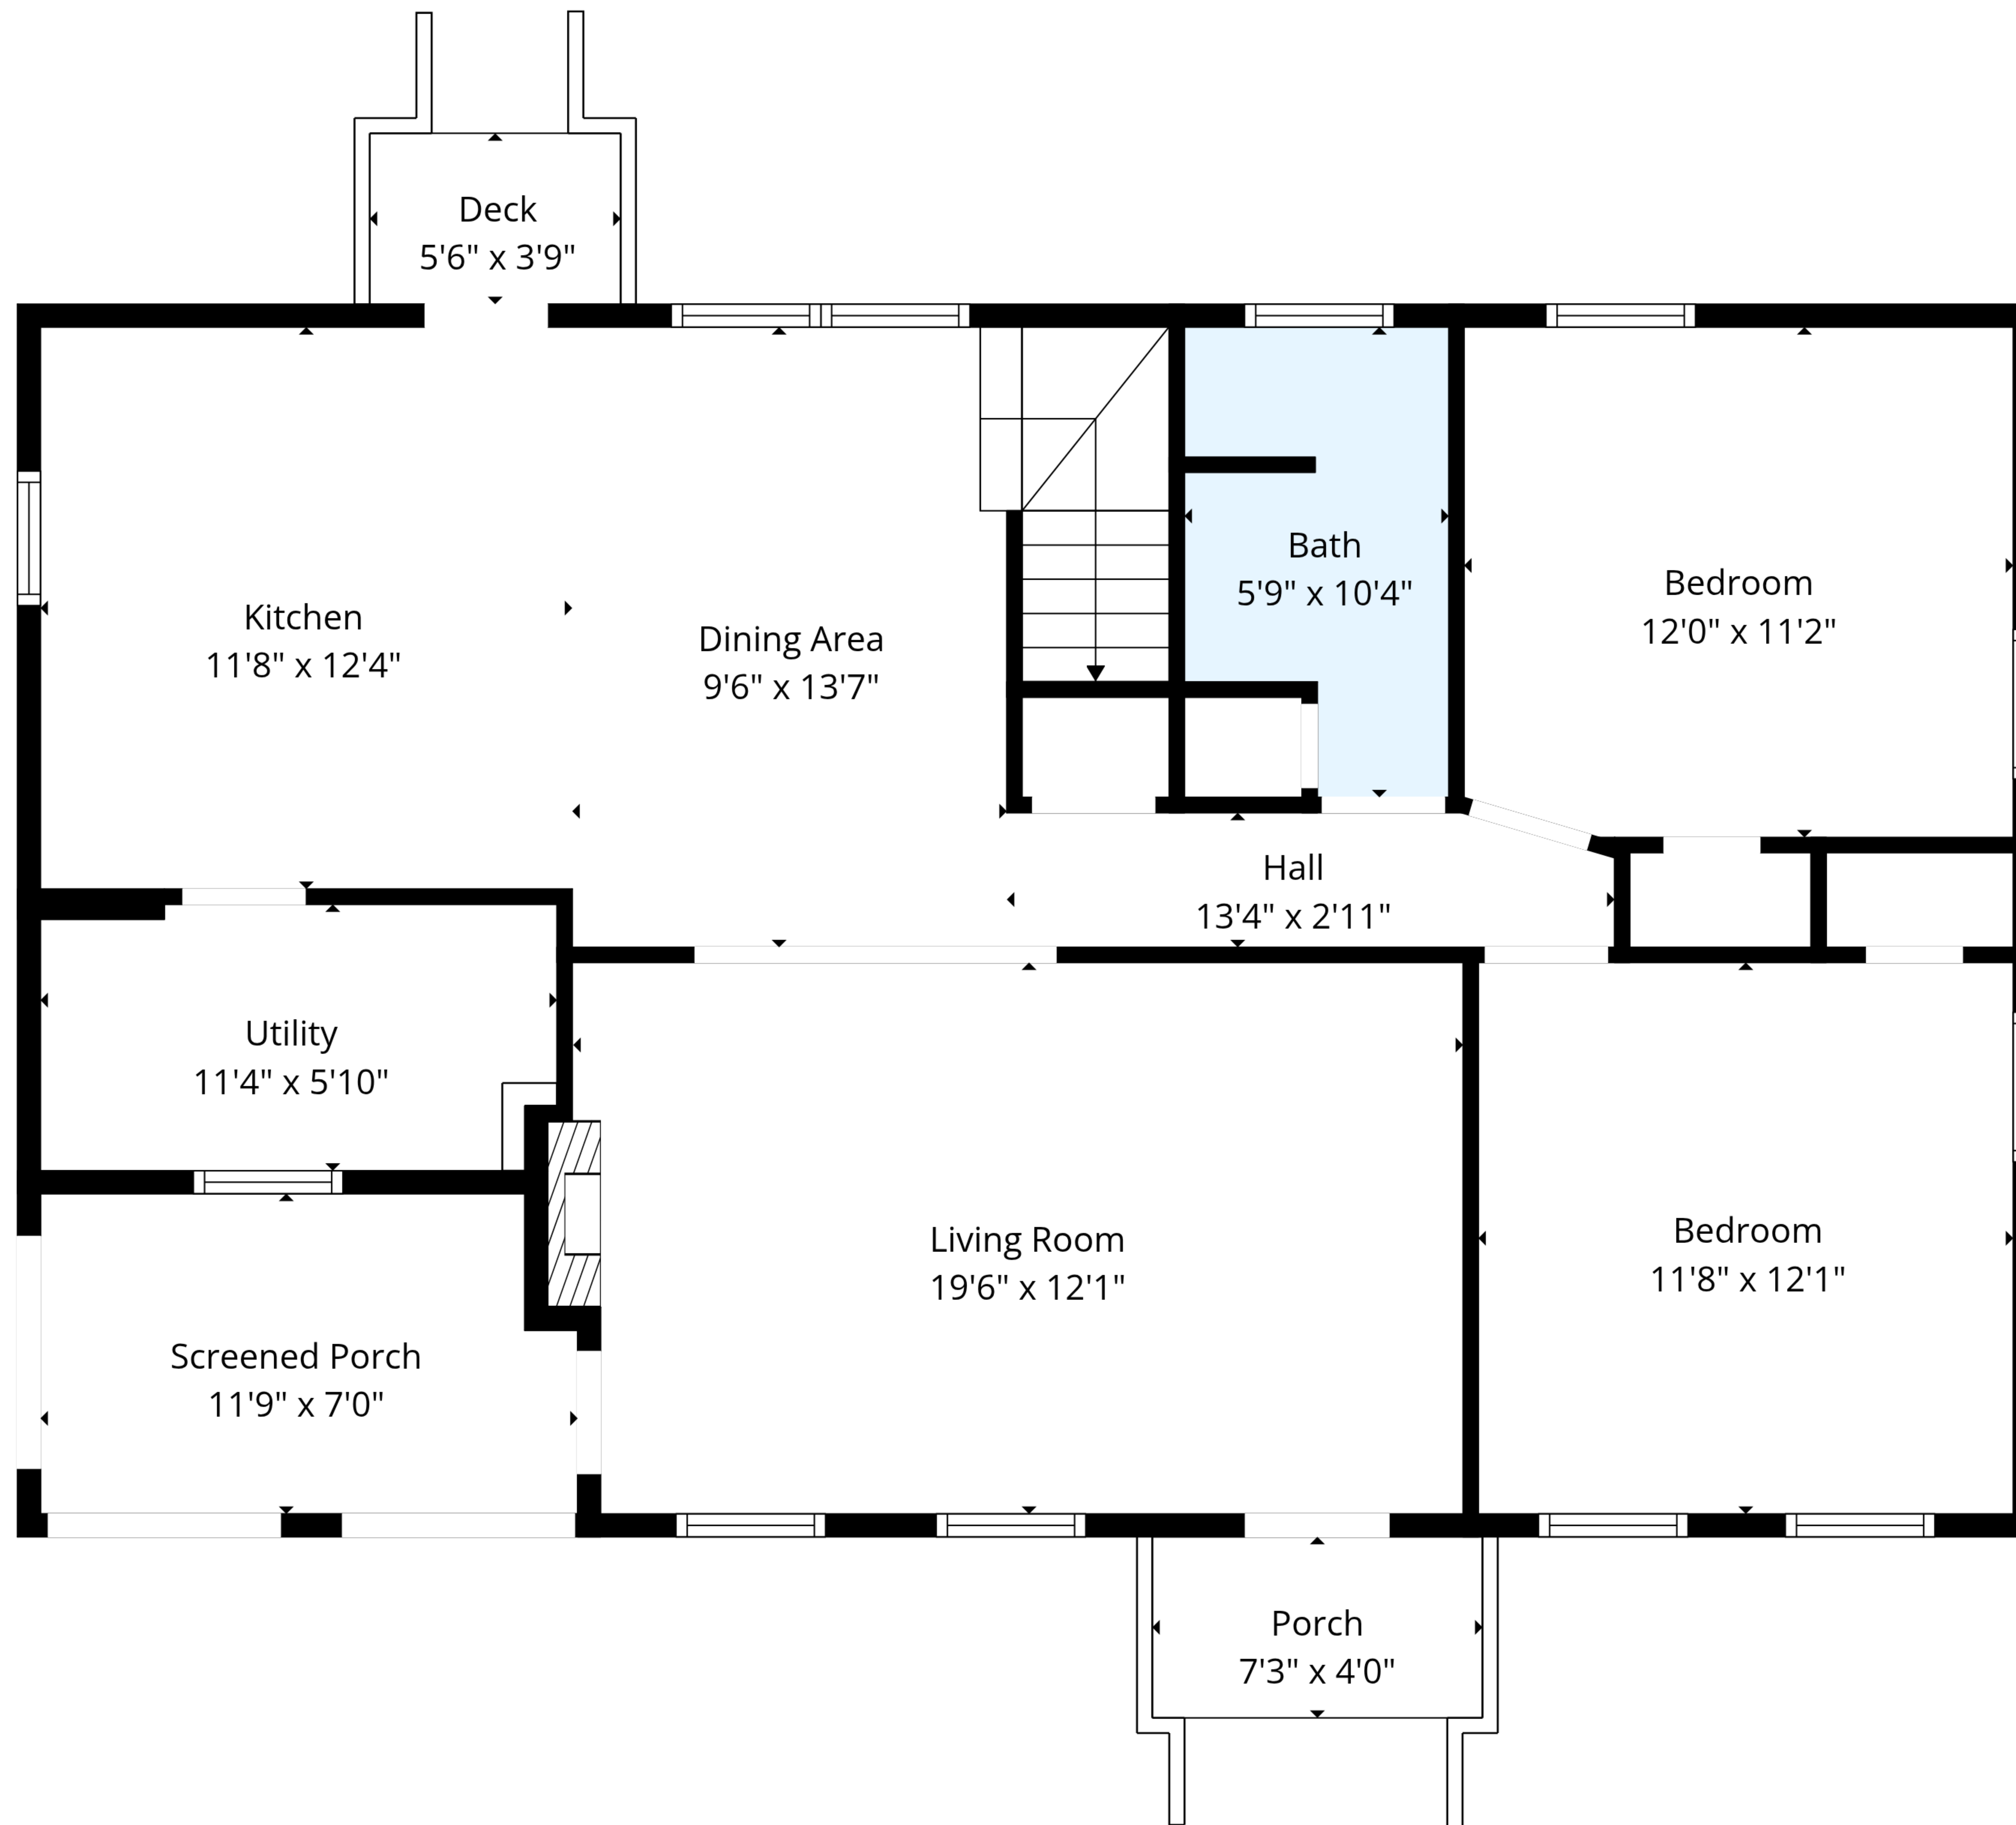 Deck
5'6" x 3'9"
Kitchen
11'8" x 12'4"
Dining Area
9'6" x 13'7"
Bath
5'9" x 10'4"
Bedroom
12'0" x 11'2"
Hall
13'4" x 2'11"
Utility
11'4" x 5'10"
Living Room
19'6" x 12'1"
Bedroom
11'8" x 12'1"
Screened Porch
11'9" x 7'0"
Porch
7'3" x 4'0"